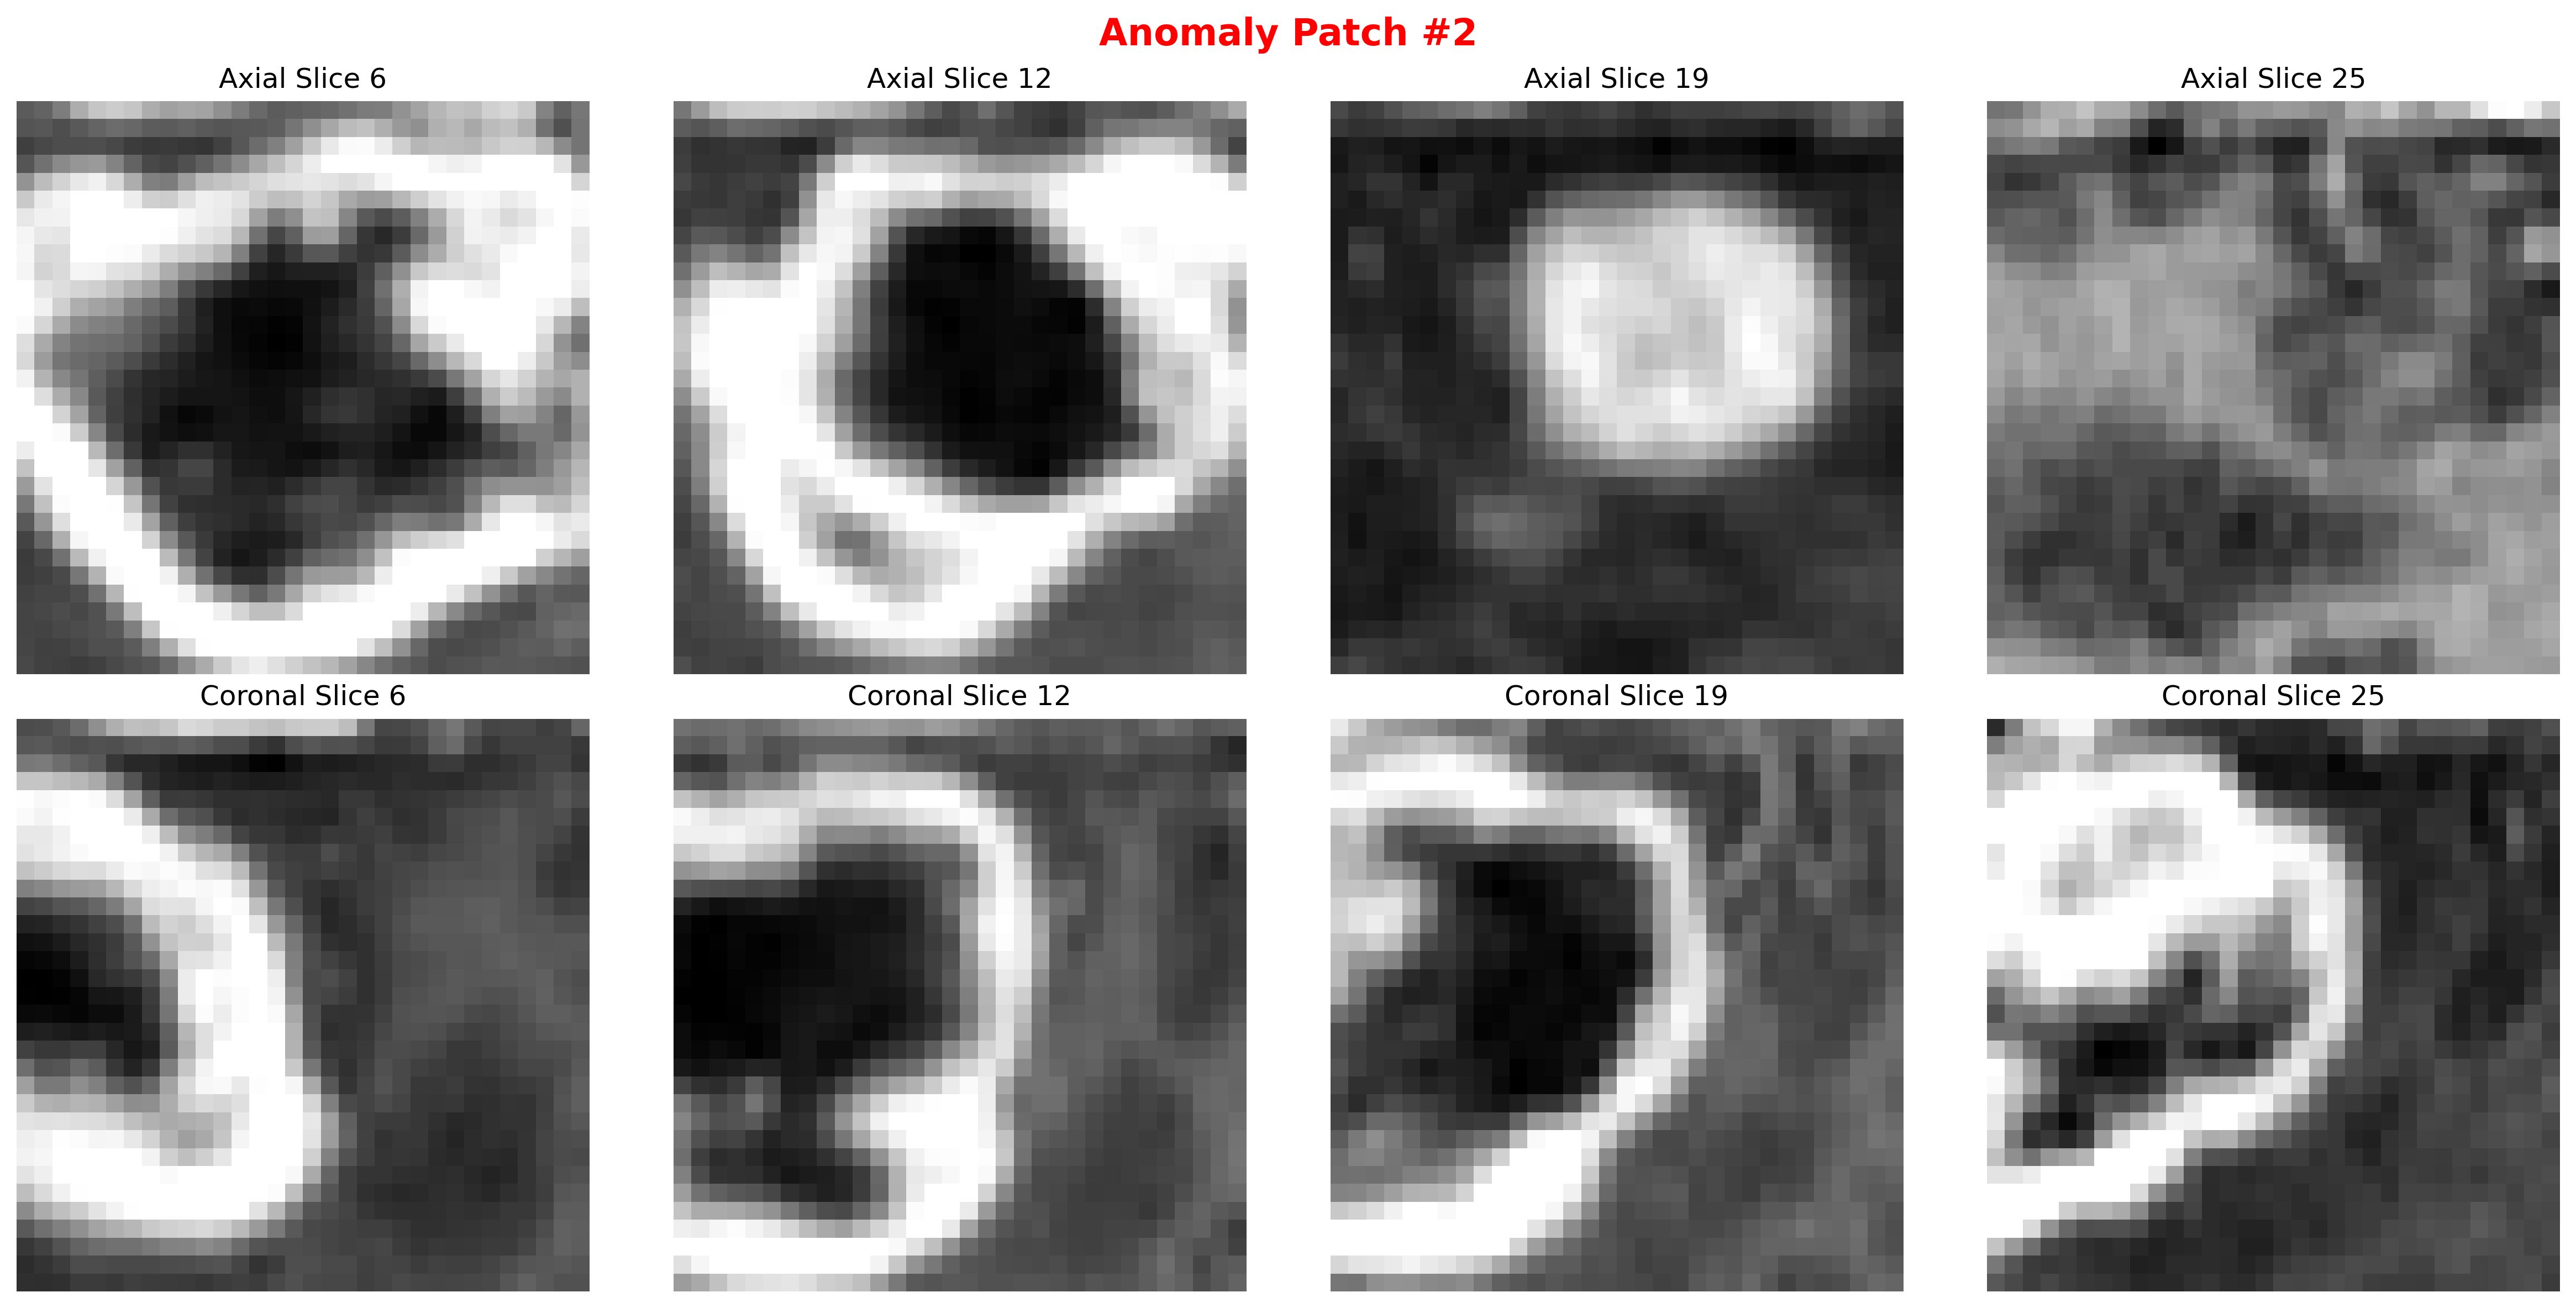 Anomaly Patch #2
Axial Slice 6
Axial Slice 12
Axial Slice 19
Axial Slice 25
Coronal Slice 6
Coronal Slice 12
Coronal Slice 19
Coronal Slice 25